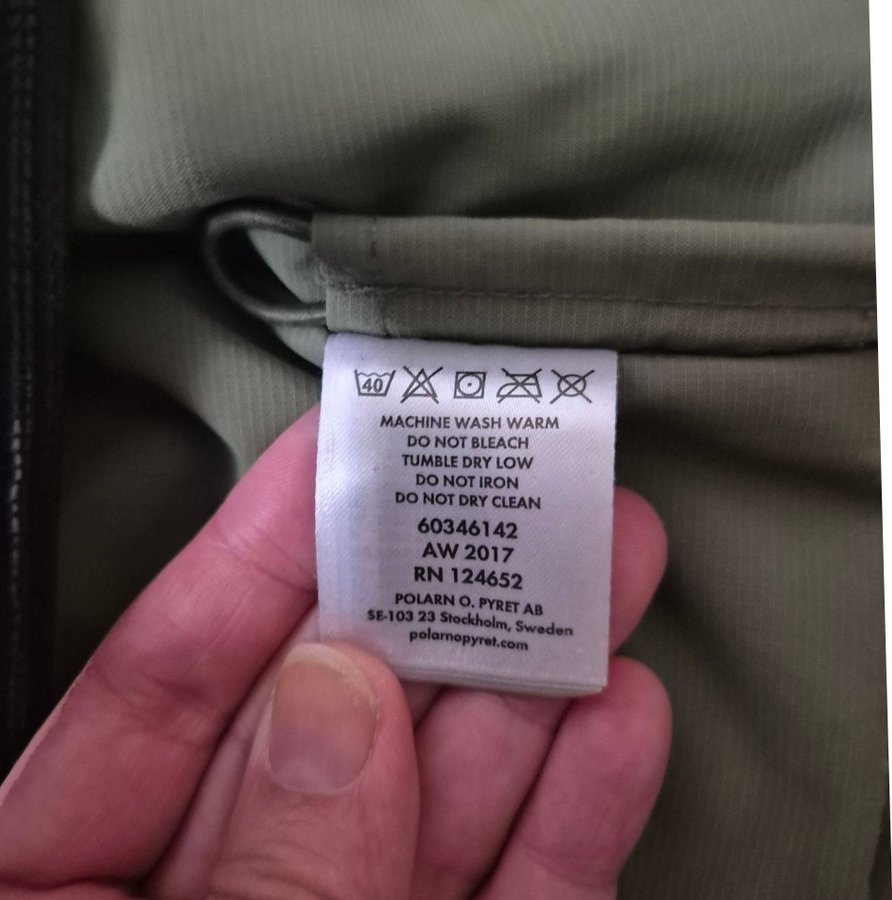 40
MACHINE WASH WARM
DO NOT BLEACH
TUMBLE DRY LOW
DO NOT IRON
DO NOT DRY CLEAN
60346142
AW 2017
RN 124652
POLARN O. PYRET AB
SE-103 23 Stockholm, Sweden
polarnopyret.com